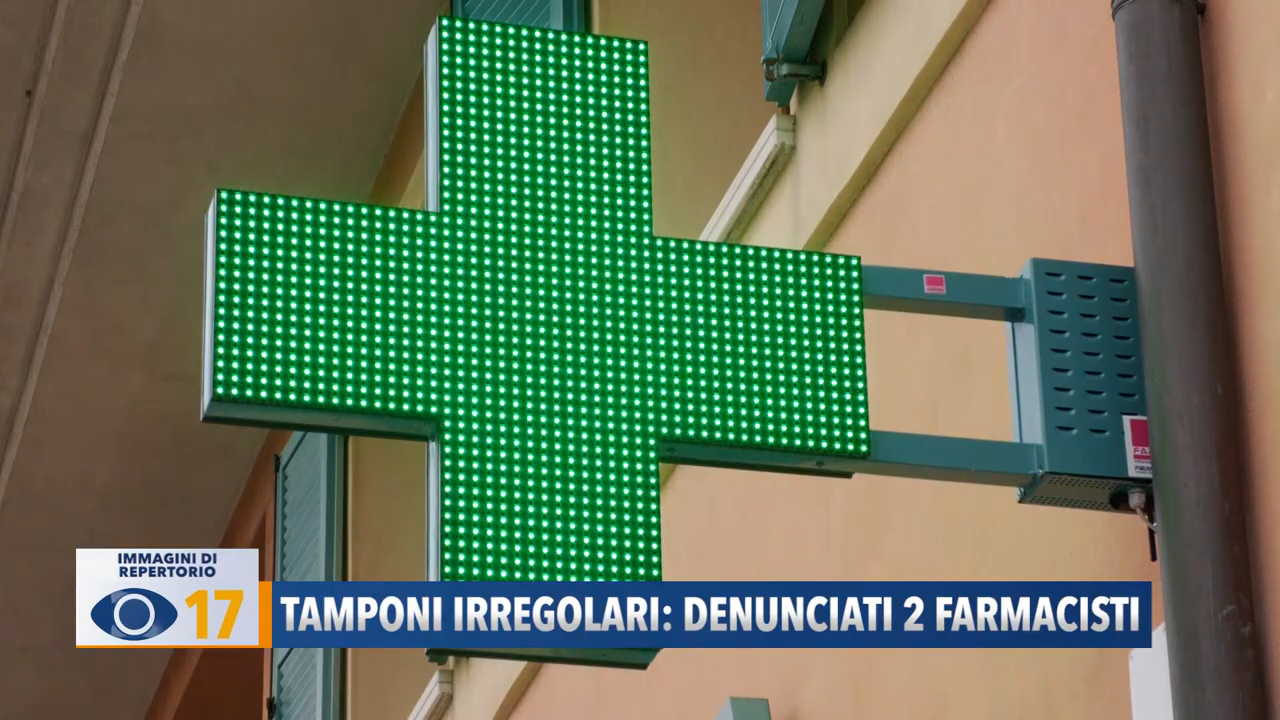 IMMAGINI DI
REPERTORIO
17
TAMPONI IRREGOLARI: DENUNCIATI 2 FARMACISTI